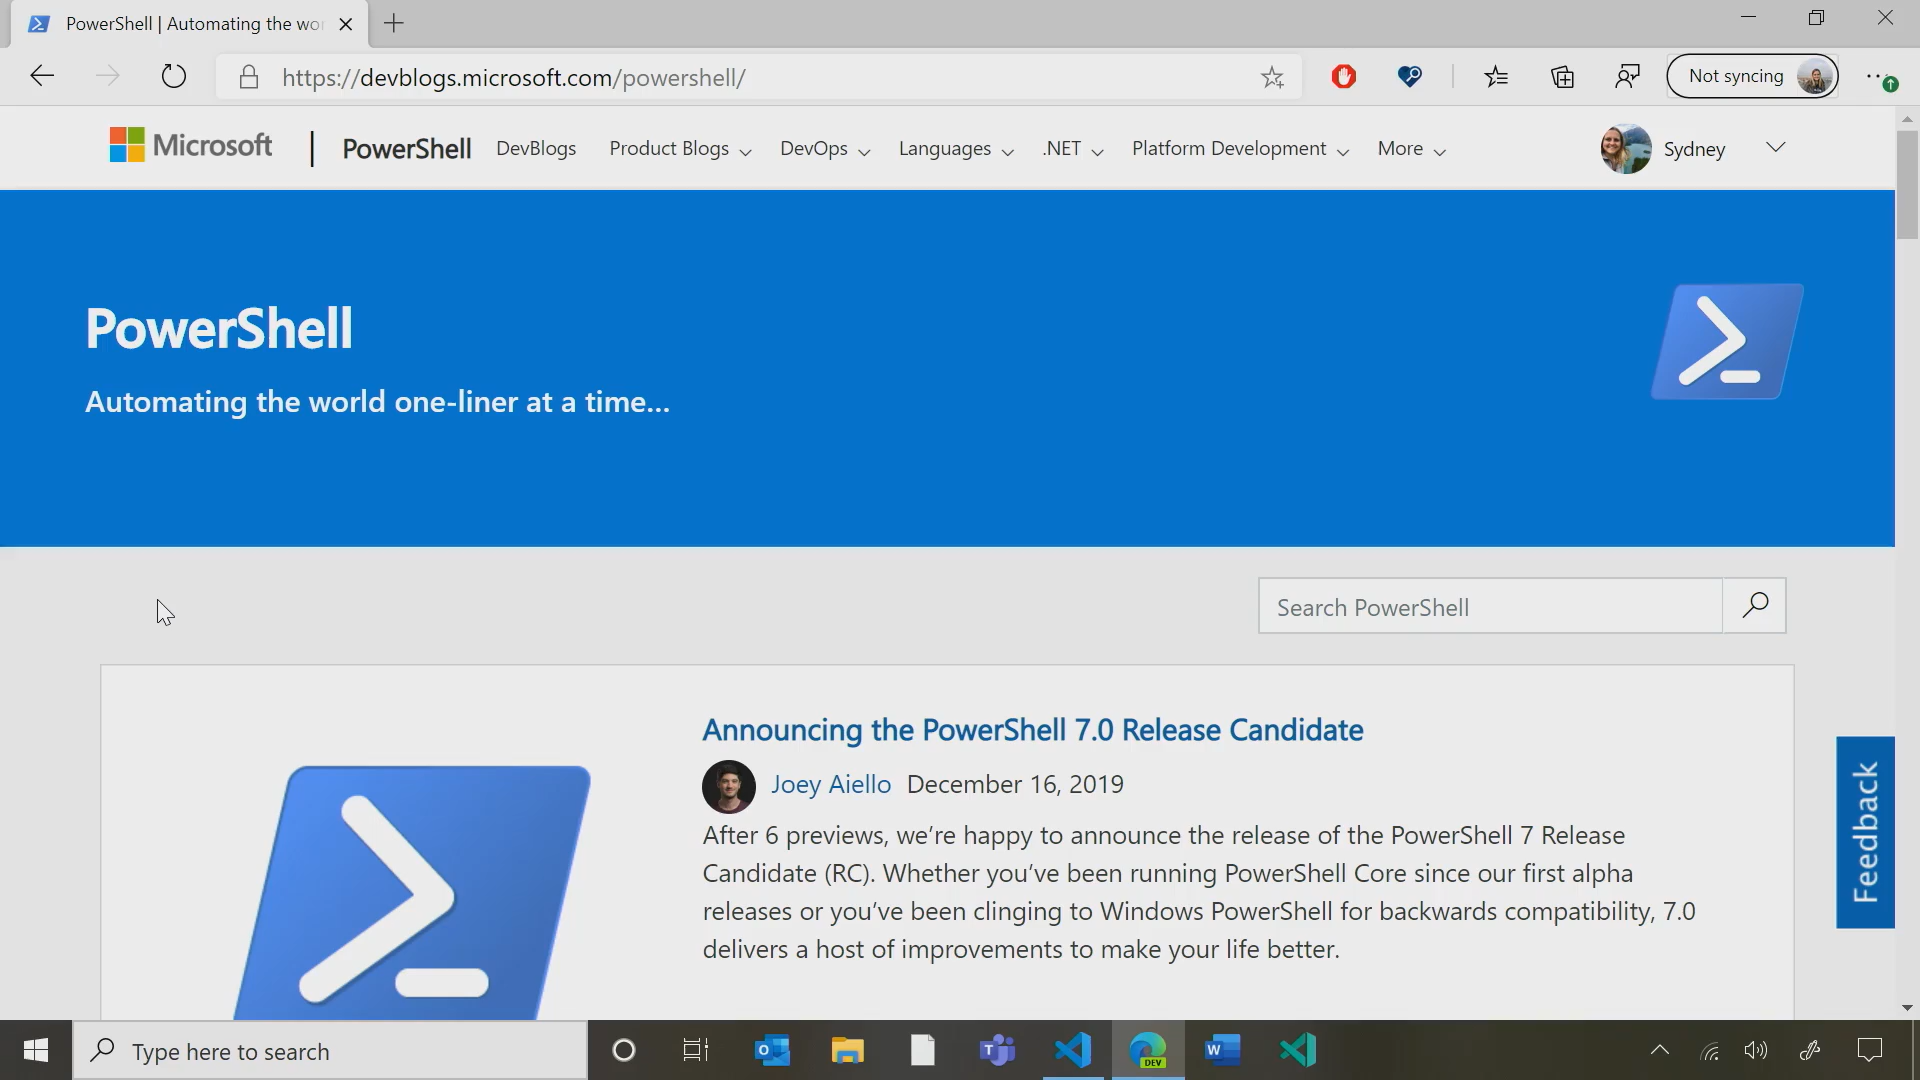 PowerShell | Automating the wo
https://devblogs.microsoft.com/powershell/
Not syncing
Microsoft
PowerShell
DevBlogs
Product Blogs
DevOps
Languages
.NET
Platform Development
More
Sydney
PowerShell
Automating the world one-liner at a time...
Search PowerShell
Announcing the PowerShell 7.0 Release Candidate
Joey Aiello December 16, 2019
After 6 previews, we’re happy to announce the release of the PowerShell 7 Release
Candidate (RC). Whether you’ve been running PowerShell Core since our first alpha
releases or you’ve been clinging to Windows PowerShell for backwards compatibility, 7.0
delivers a host of improvements to make your life better.
Feedback
Type here to search
DEV